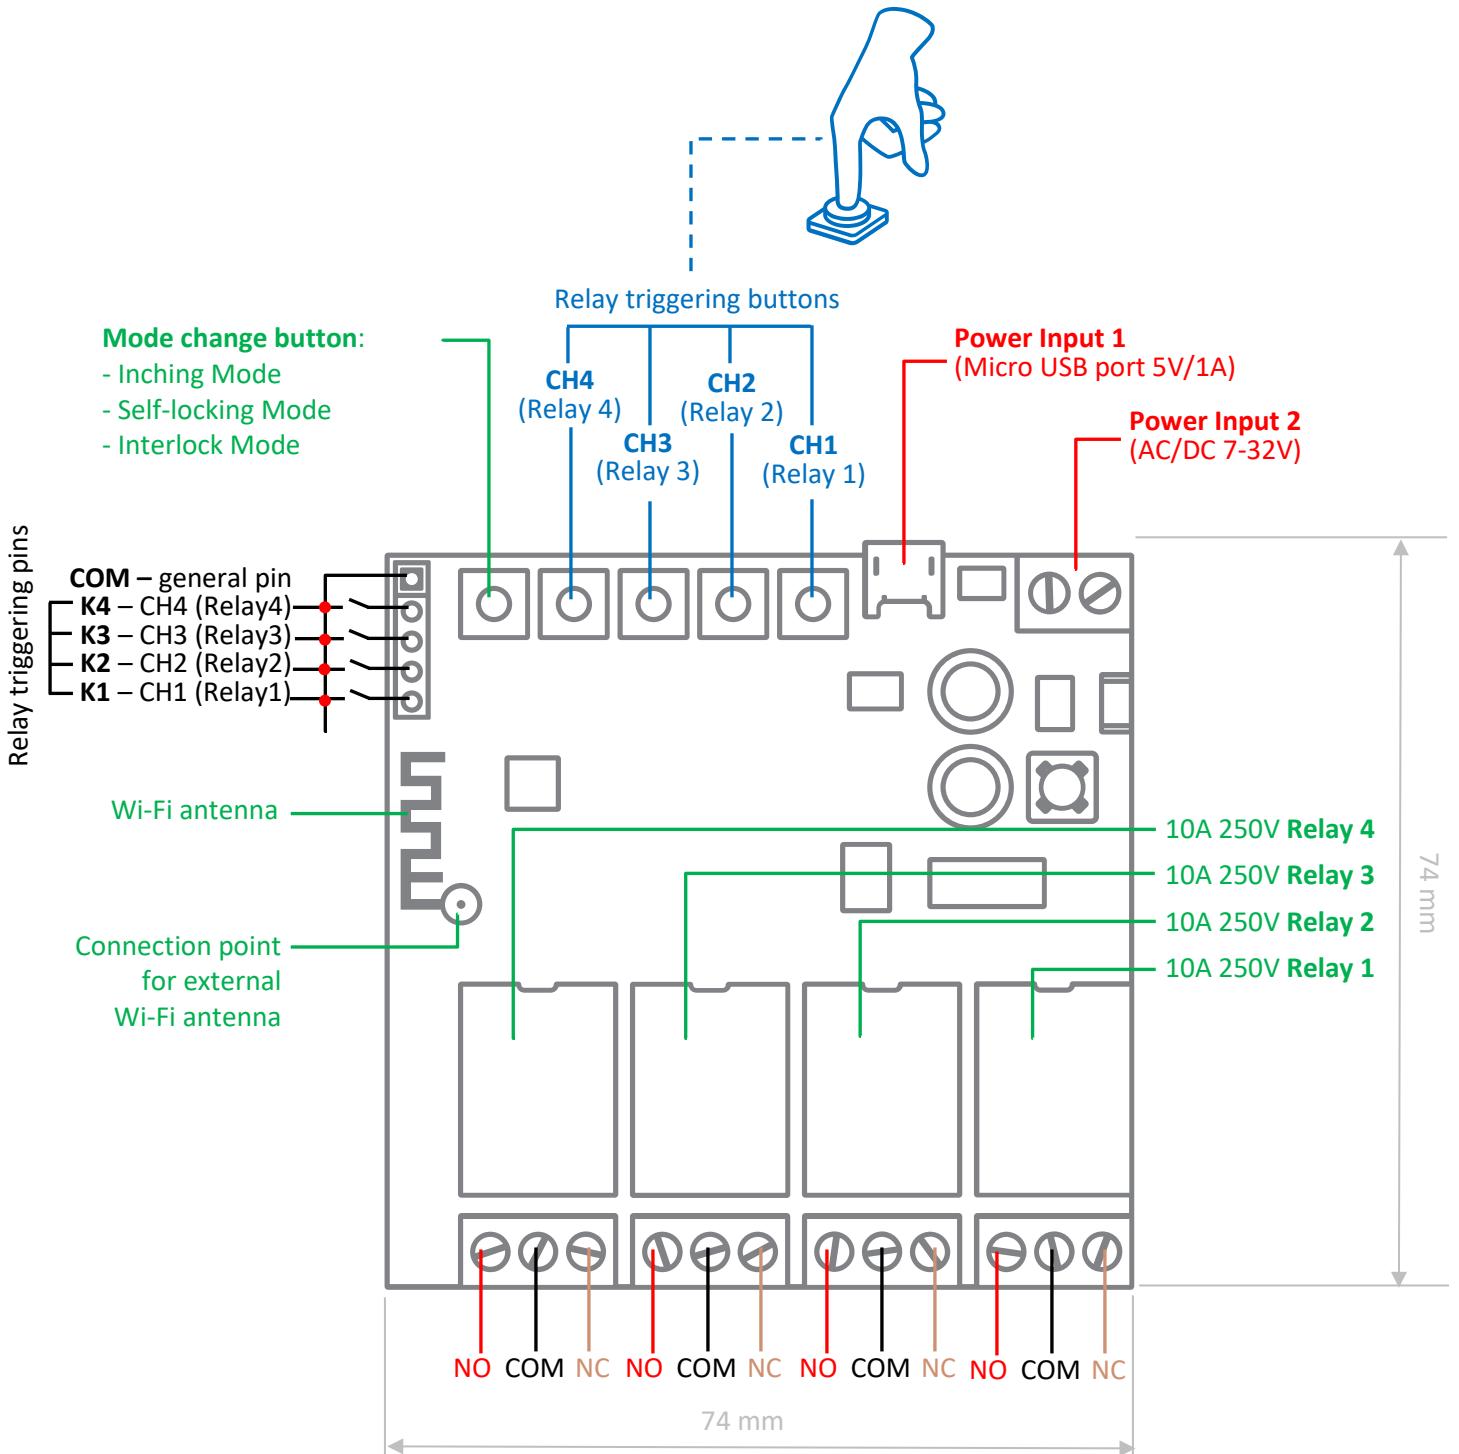 Relay triggering buttons
Mode change button:
- Inching Mode
- Self-locking Mode
- Interlock Mode
CH4
(Relay 4)
CH3
(Relay 3)
CH2
(Relay 2)
CH1
(Relay 1)
Power Input 1
(Micro USB port 5V/1A)
Power Input 2
(AC/DC 7-32V)
Relay triggering pins
COM – general pin
K4 – CH4 (Relay4)
K3 – CH3 (Relay3)
K2 – CH2 (Relay2)
K1 – CH1 (Relay1)
Wi-Fi antenna
Connection point
for external
Wi-Fi antenna
10A 250V Relay 4
10A 250V Relay 3
10A 250V Relay 2
10A 250V Relay 1
74 mm
NO COM NC NO COM NC NO COM NC NO COM NC
74 mm